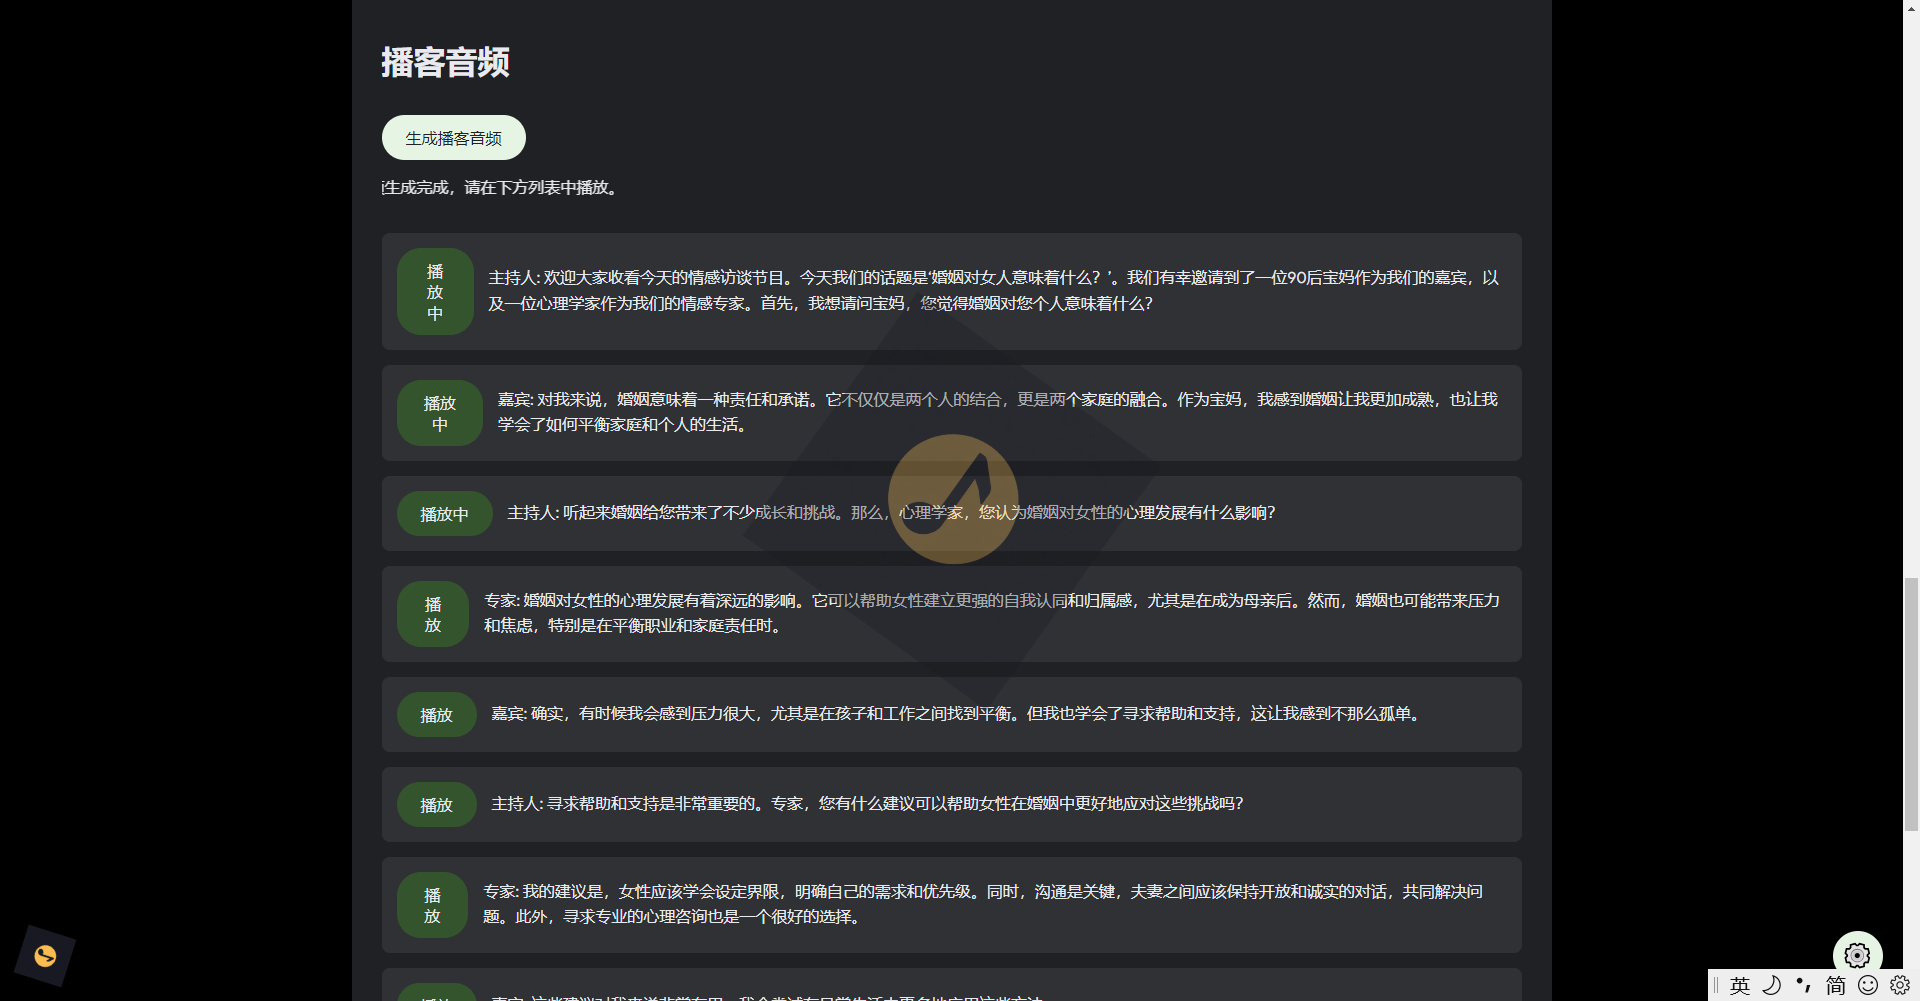 播客音频
生成播客音频
生成完成，请在下方列表中播放。
播
放
中
主持人: 欢迎大家收看今天的情感访谈节目。今天我们的话题是‘婚姻对女人意味着什么？’。我们有幸邀请到了一位90后宝妈作为我们的嘉宾，以
及一位心理学家作为我们的情感专家。首先，我想请问宝妈，您觉得婚姻对您个人意味着什么？
播放
中
嘉宾: 对我来说，婚姻意味着一种责任和承诺。它不仅仅是两个人的结合，更是两个家庭的融合。作为宝妈，我感到婚姻让我更加成熟，也让我
学会了如何平衡家庭和个人的生活。
播放中
主持人: 听起来婚姻给您带来了不少成长和挑战。那么，心理学家，您认为婚姻对女性的心理发展有什么影响？
播
放
专家: 婚姻对女性的心理发展有着深远的影响。它可以帮助女性建立更强的自我认同和归属感，尤其是在成为母亲后。然而，婚姻也可能带来压力
和焦虑，特别是在平衡职业和家庭责任时。
播放
嘉宾: 确实，有时候我会感到压力很大，尤其是在孩子和工作之间找到平衡。但我也学会了寻求帮助和支持，这让我感到不那么孤单。
播放
主持人: 寻求帮助和支持是非常重要的。专家，您有什么建议可以帮助女性在婚姻中更好地应对这些挑战吗？
播
放
专家: 我的建议是，女性应该学会设定界限，明确自己的需求和优先级。同时，沟通是关键，夫妻之间应该保持开放和诚实的对话，共同解决问
题。此外，寻求专业的心理咨询也是一个很好的选择。
英 简